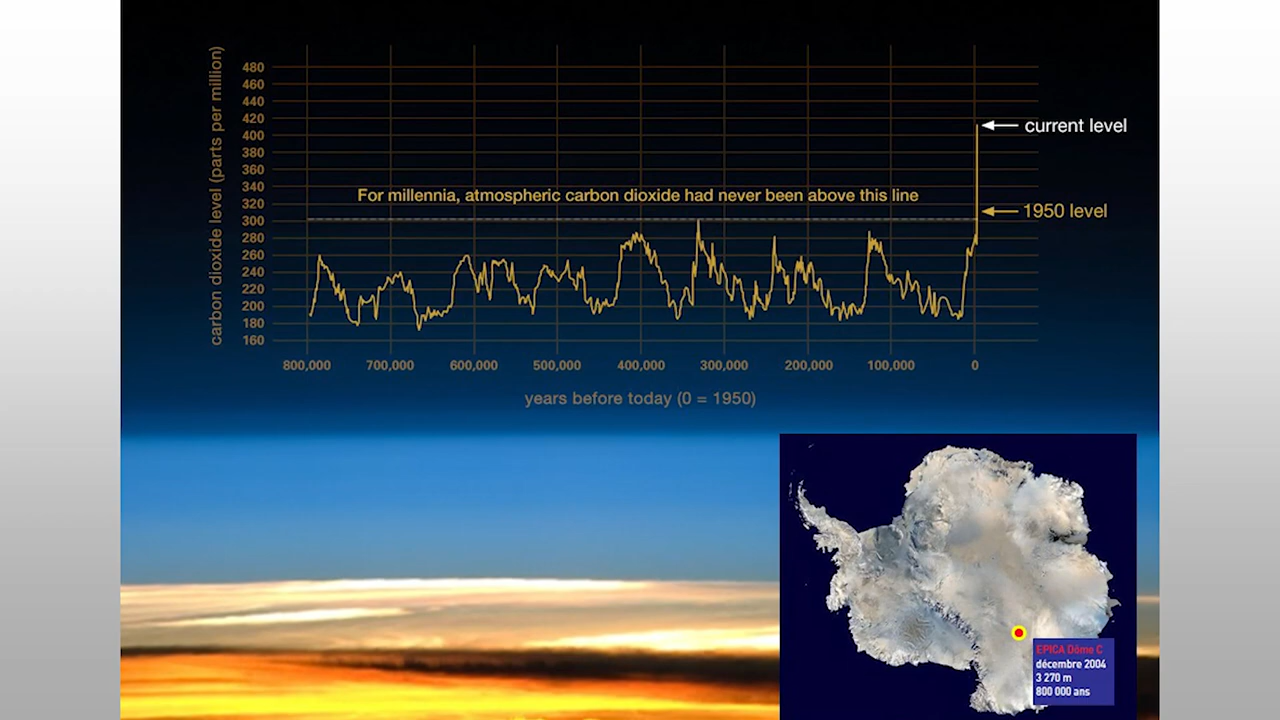 carbon dioxide level (parts per million)
480
460
440
420
400
380
360
340
320
300
280
260
240
220
200
180
160
current level
For millennia, atmospheric carbon dioxide had never been above this line
1950 level
800,000 700,000 600,000 500,000 400,000 300,000 200,000 100,000 0
years before today (0 = 1950)
EPICA Dôme C
décembre 2004
3 270 m
800 000 ans